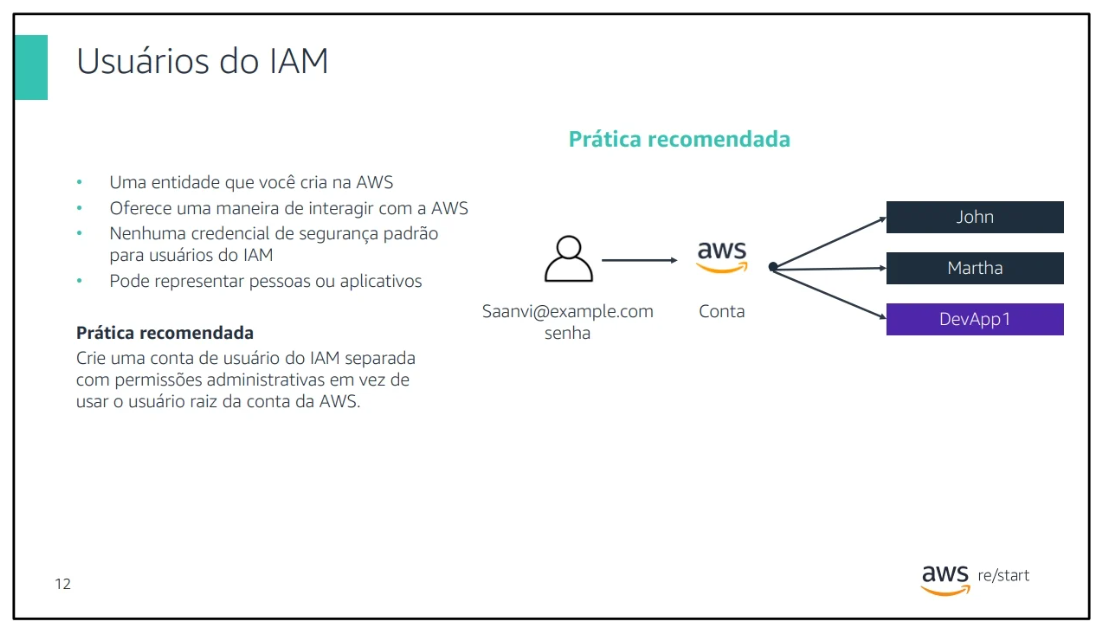 Usuários do IAM
Prática recomendada
• Uma entidade que você cria na AWS
• Oferece uma maneira de interagir com a AWS
• Nenhuma credencial de segurança padrão
para usuários do IAM
• Pode representar pessoas ou aplicativos
Prática recomendada
Crie uma conta de usuário do IAM separada
com permissões administrativas em vez de
usar o usuário raiz da conta da AWS.
Saanvi@example.com
senha
aws
Conta
John
Martha
DevApp1
12
aws re/start